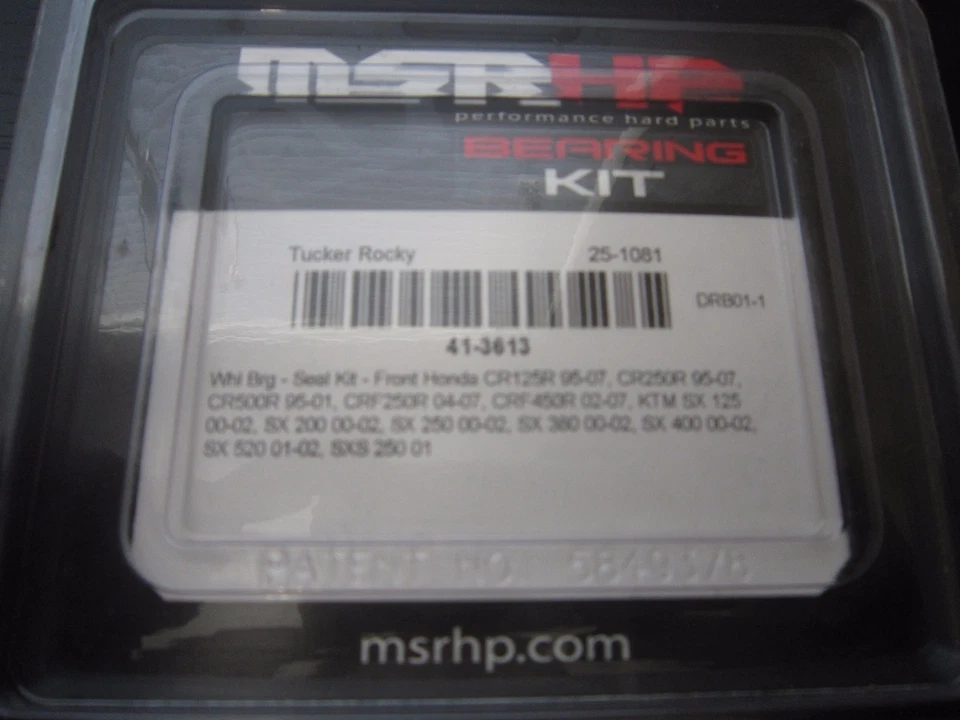 MSRHP
performance hard parts
BEARING
KIT
Tucker Rocky 25-1081
DRB01-1
41-3613
Whl Brg - Seal Kit - Front Honda CR125R 95-07, CR250R 95-07,
CR500R 95-01, CRF250R 04-07, CRF450R 02-07, KTM SX 125
00-02, SX 200 00-02, SX 250 00-02, SX 380 00-02, SX 400 00-02,
SX 520 01-02, SXS 250 01
PATENT NO.
msrhp.com